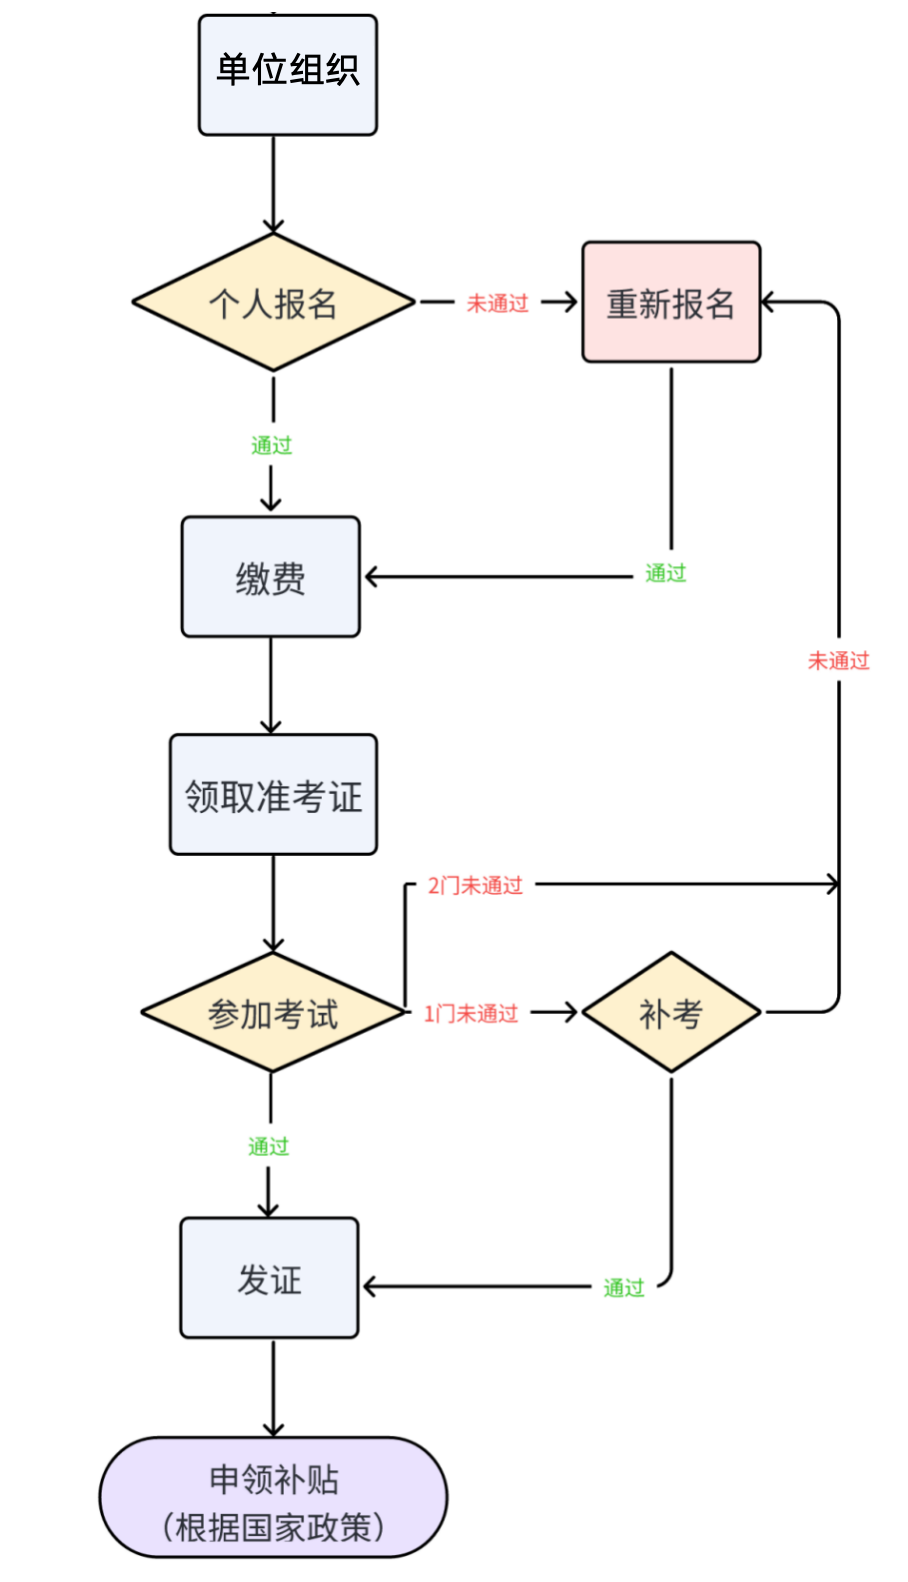 单位组织
个人报名
未通过
重新报名
通过
缴费
通过
未通过
领取准考证
2门未通过
参加考试
1门未通过
补考
通过
发证
通过
申领补贴
（根据国家政策）